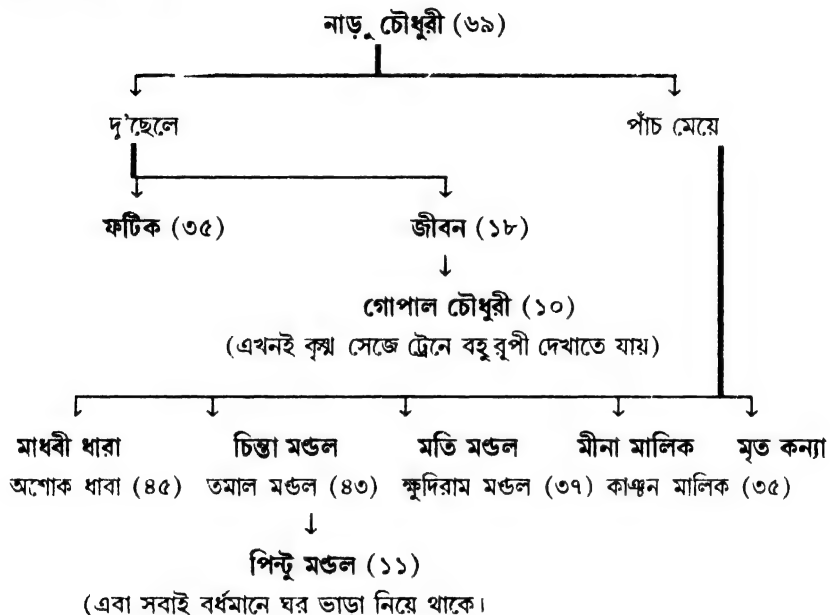 নাড়ু চৌধুরী (৬৯)
দু'ছেলে পাঁচ মেয়ে
ফটিক (৩৫) জীবন (১৮)
গোপাল চৌধুরী (১০)
(এখনই কৃষ্ণ সেজে ট্রেনে বহুরূপী দেখাতে যায়)
মাধবী ধারা চিন্তা মণ্ডল মতি মণ্ডল মীনা মালিক মৃত কন্যা
অশোক ধাবা (৪৫) তমাল মণ্ডল (৪৩) ক্ষুদিরাম মণ্ডল (৩৭) কাঞ্চন মালিক (৩৫)
পিন্টু মণ্ডল (১১)
(এবা সবাই বর্ধমানে ঘর ভাডা নিয়ে থাকে।